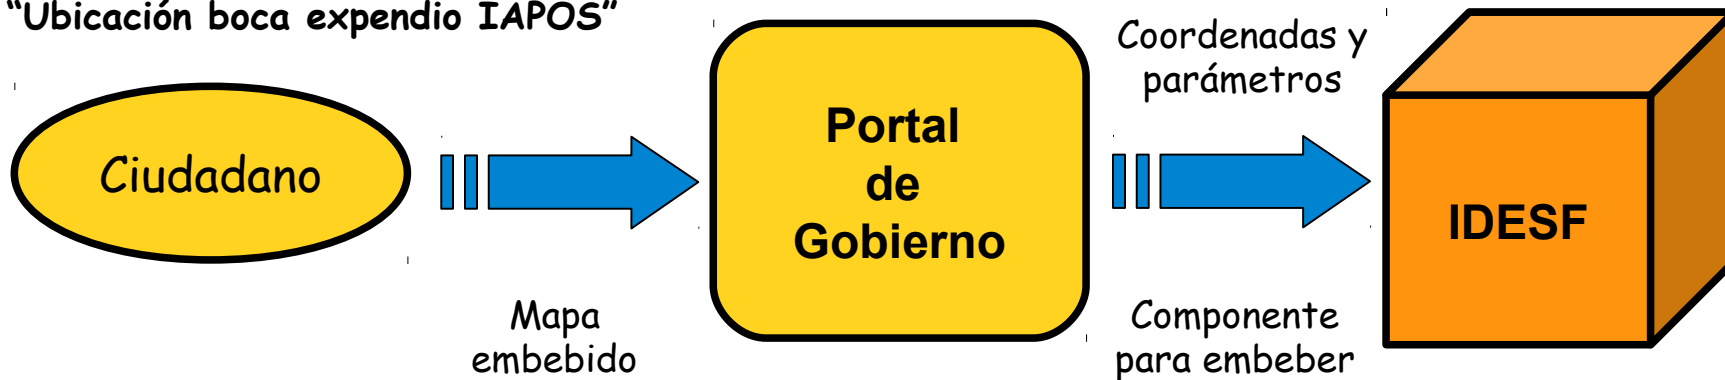 “Ubicación boca expendio IAPOS”
Ciudadano
Mapa
embebido
Portal
de
Gobierno
Coordenadas y
parámetros
Componente
para embeber
IDESF